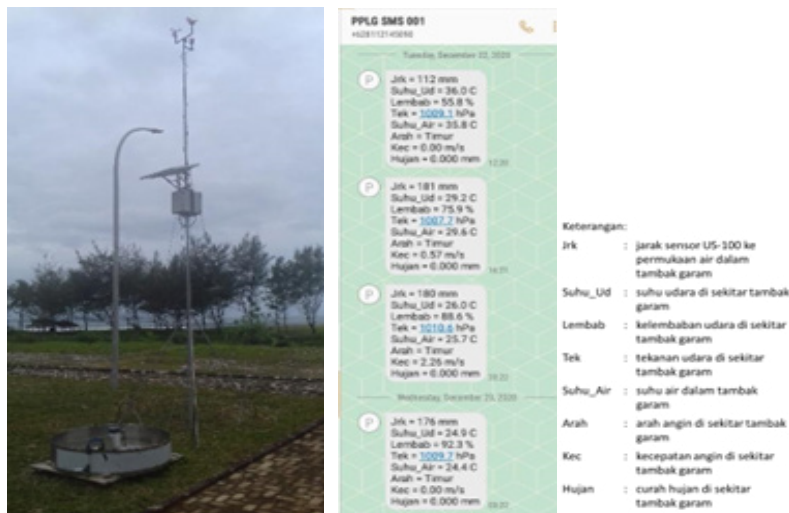 PPLG SMS 001
Tuesday, December 22, 2020
P
Jrk = 112 mm
Suhu_Ud = 36.0 C
Lembab = 55.8 %
Tek = 1009.1 hPa
Suhu_Air = 35.8 C
Arah = Timur
Kec = 0.00 m/s
Hujan = 0.000 mm
P
Jrk = 181 mm
Suhu_Ud = 29.2 C
Lembab = 75.9 %
Tek = 1007.7 hPa
Suhu_Air = 29.6 C
Arah = Timur
Kec = 0.57 m/s
Hujan = 0.000 mm
P
Jrk = 180 mm
Suhu_Ud = 26.0 C
Lembab = 88.6 %
Tek = 1010.6 hPa
Suhu_Air = 25.7 C
Arah = Timur
Kec = 2.26 m/s
Hujan = 0.000 mm
Wednesday, December 23, 2020
P
Jrk = 176 mm
Suhu_Ud = 24.9 C
Lembab = 92.3 %
Tek = 1009.7 hPa
Suhu_Air = 24.4 C
Arah = Timur
Kec = 0.00 m/s
Hujan = 0.000 mm
Keterangan:
Jrk : jarak sensor US-100 ke
permukaan air dalam
tambak garam
Suhu_Ud : suhu udara di sekitar tambak
garam
Lembab : kelembaban udara di sekitar
tambak garam
Tek : tekanan udara di sekitar
tambak garam
Suhu_Air : suhu air dalam tambak
garam
Arah : arah angin di sekitar tambak
garam
Kec : kecepatan angin di sekitar
tambak garam
Hujan : curah hujan di sekitar
tambak garam